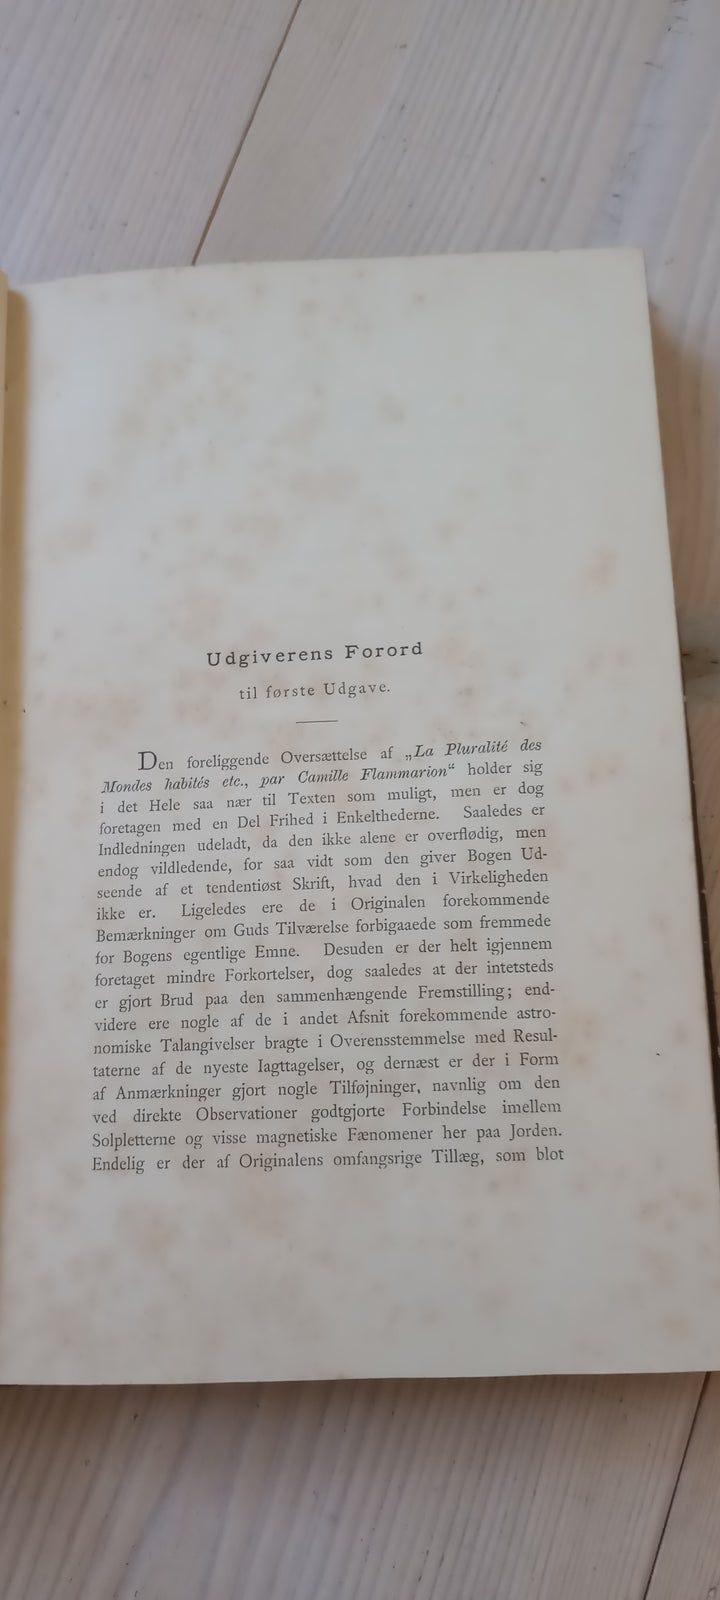 Udgiverens Forord
til første Udgave.
Den foreliggende Oversættelse af „La Pluralité des
Mondes habités etc., par Camille Flammarion“ holder sig
i det Hele saa nær til Texten som muligt, men er dog
foretagen med en Del Frihed i Enkelthederne. Saaledes er
Indledningen udeladt, da den ikke alene er overflødig, men
endog vildledende, for saa vidt som den giver Bogen Ud-
seende af et tendentiøst Skrift, hvad den i Virkeligheden
ikke er. Ligeledes ere de i Originalen forekommende
Bemærkninger om Guds Tilværelse forbigaaede som fremmede
for Bogens egentlige Emne. Desuden er der helt igjennem
foretaget mindre Forkortelser, dog saaledes at der intetsteds
er gjort Brud paa den sammenhængende Fremstilling; end-
videre ere nogle af de i andet Afsnit forekommende astro-
nomiske Talangivelser bragte i Overensstemmelse med Resul-
taterne af de nyeste Iagttagelser, og dernæst er der i Form
af Anmærkninger gjort nogle Tilføjninger, navnlig om den
ved direkte Observationer godtgjorte Forbindelse imellem
Solpletterne og visse magnetiske Fænomener her paa Jorden.
Endelig er der af Originalens omfangsrige Tillæg, som blot